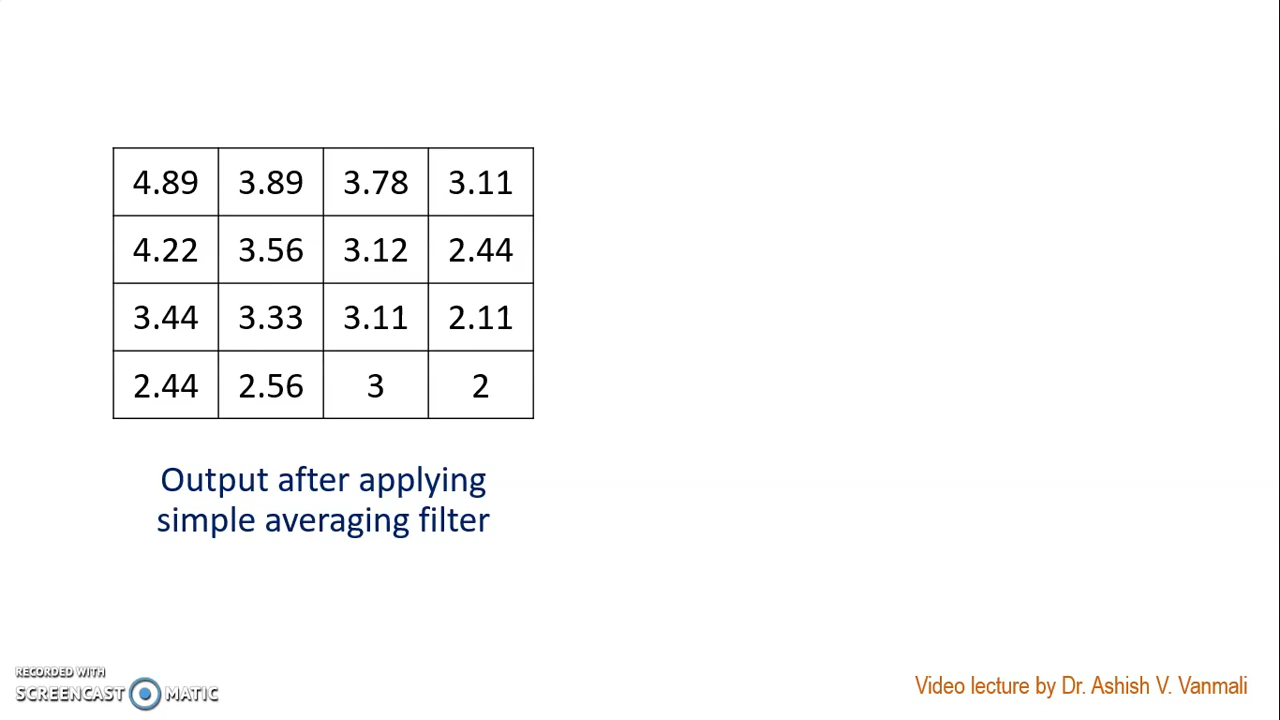 4.89 3.89 3.78 3.11
4.22 3.56 3.12 2.44
3.44 3.33 3.11 2.11
2.44 2.56 3 2
Output after applying
simple averaging filter
RECORDED WITH
SCREENCAST MATIC
Video lecture by Dr. Ashish V. Vanmali